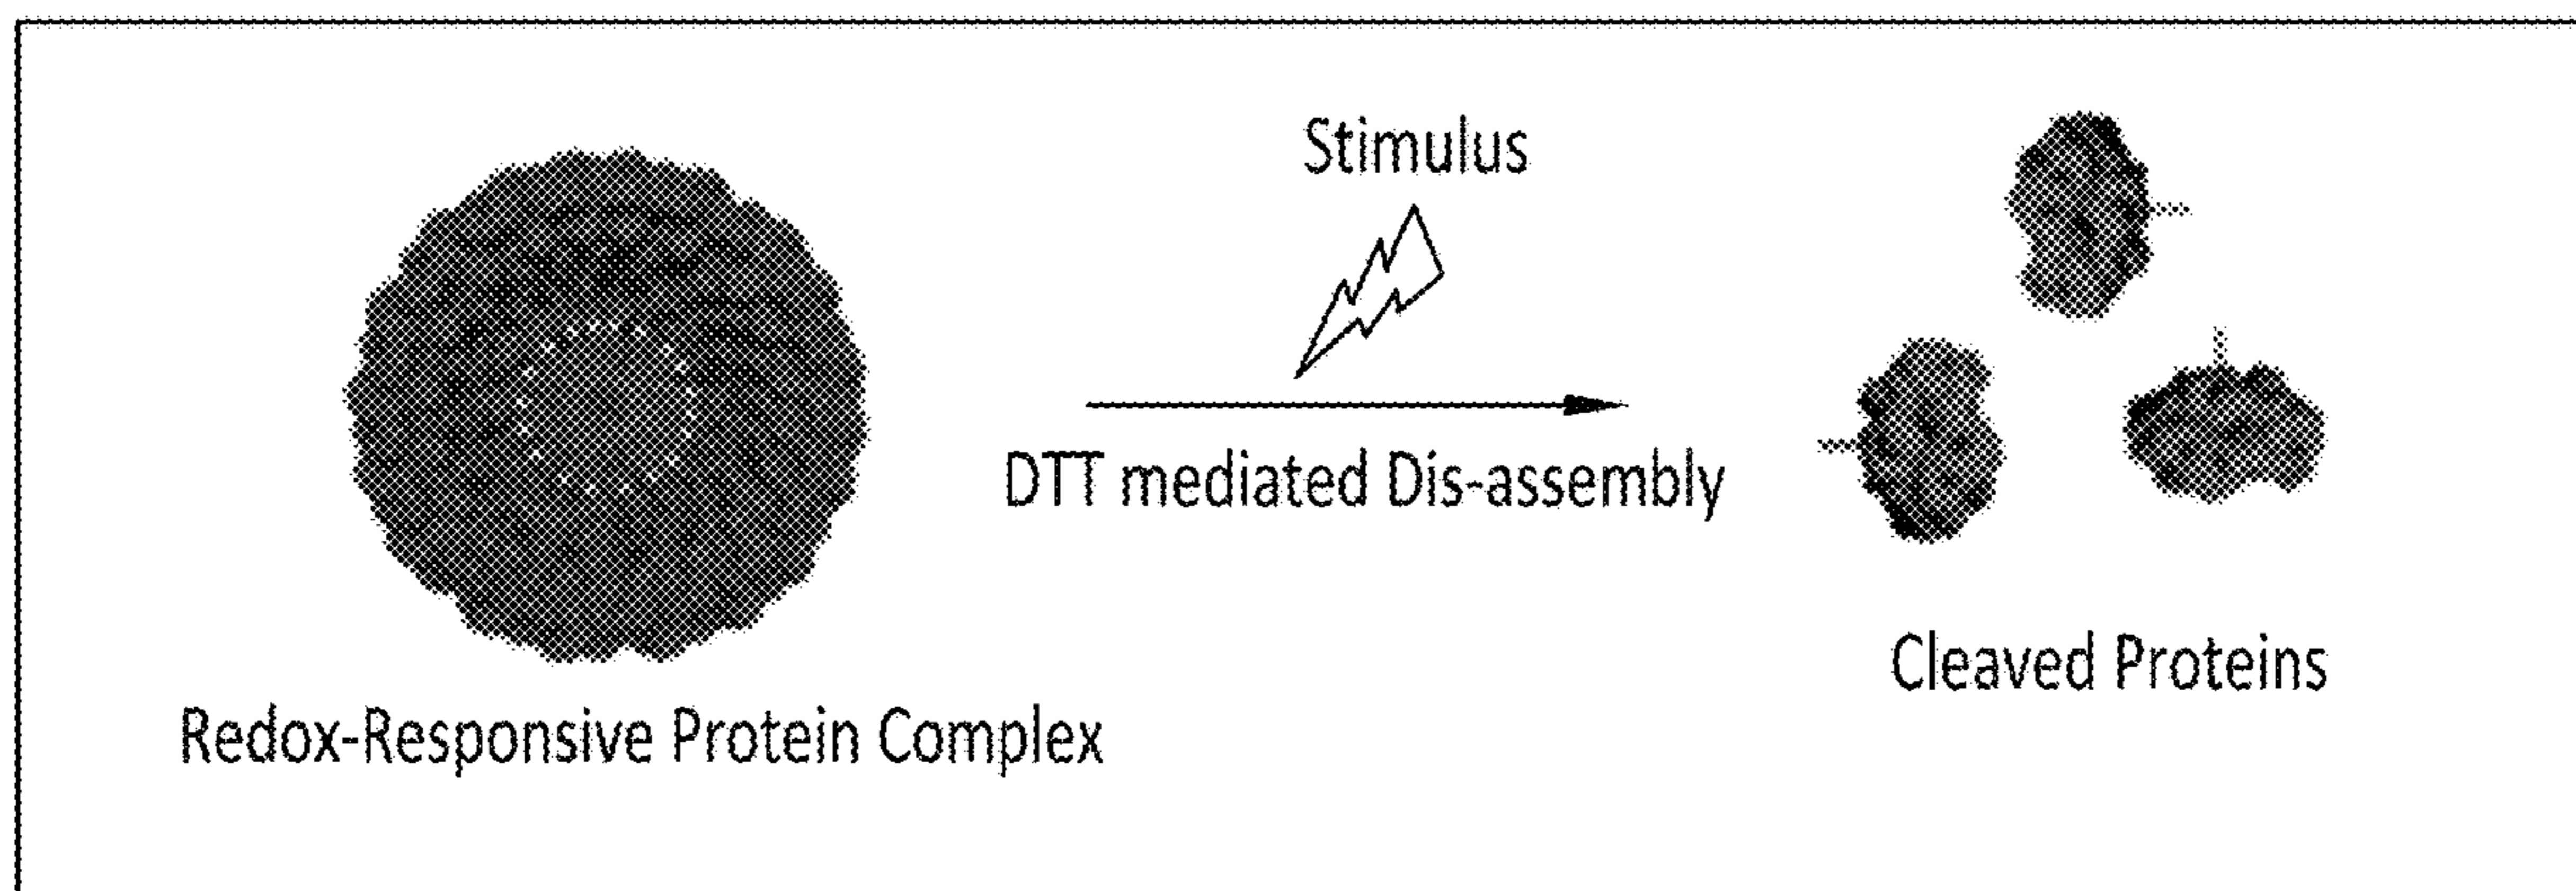 Stimulus
DTT mediated Dis-assembly
Redox-Responsive Protein Complex
Cleaved Proteins